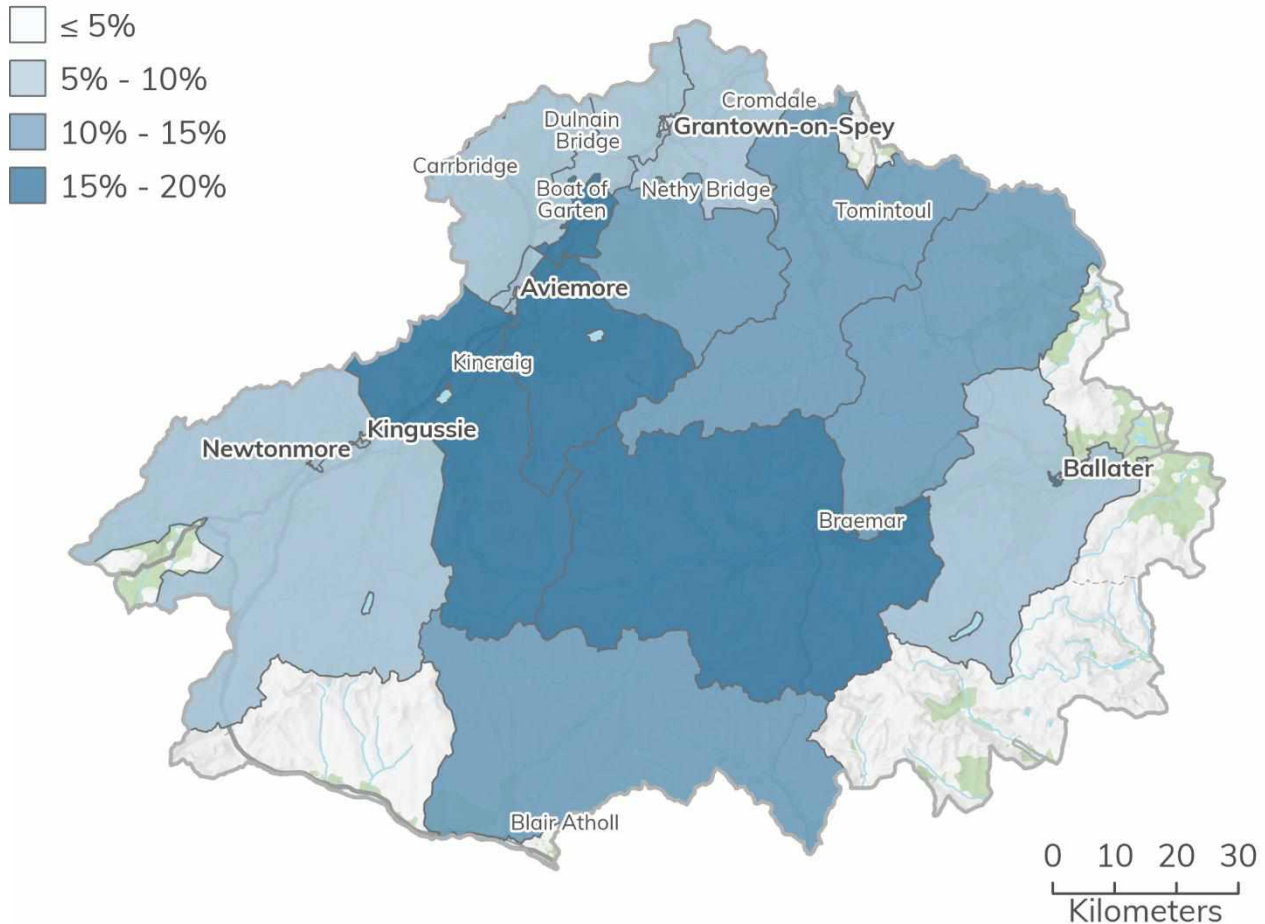 ≤ 5%
5% - 10%
10% - 15%
15% - 20%
Cromdale
Dulnain
Bridge
Grantown-on-Spey
Carrbridge
Boat of
Garten
Nethy Bridge
Tomintoul
Aviemore
Kincraig
Kingussie
Newtonmore
Ballater
Braemar
Blair Atholl
0 10 20 30
Kilometers